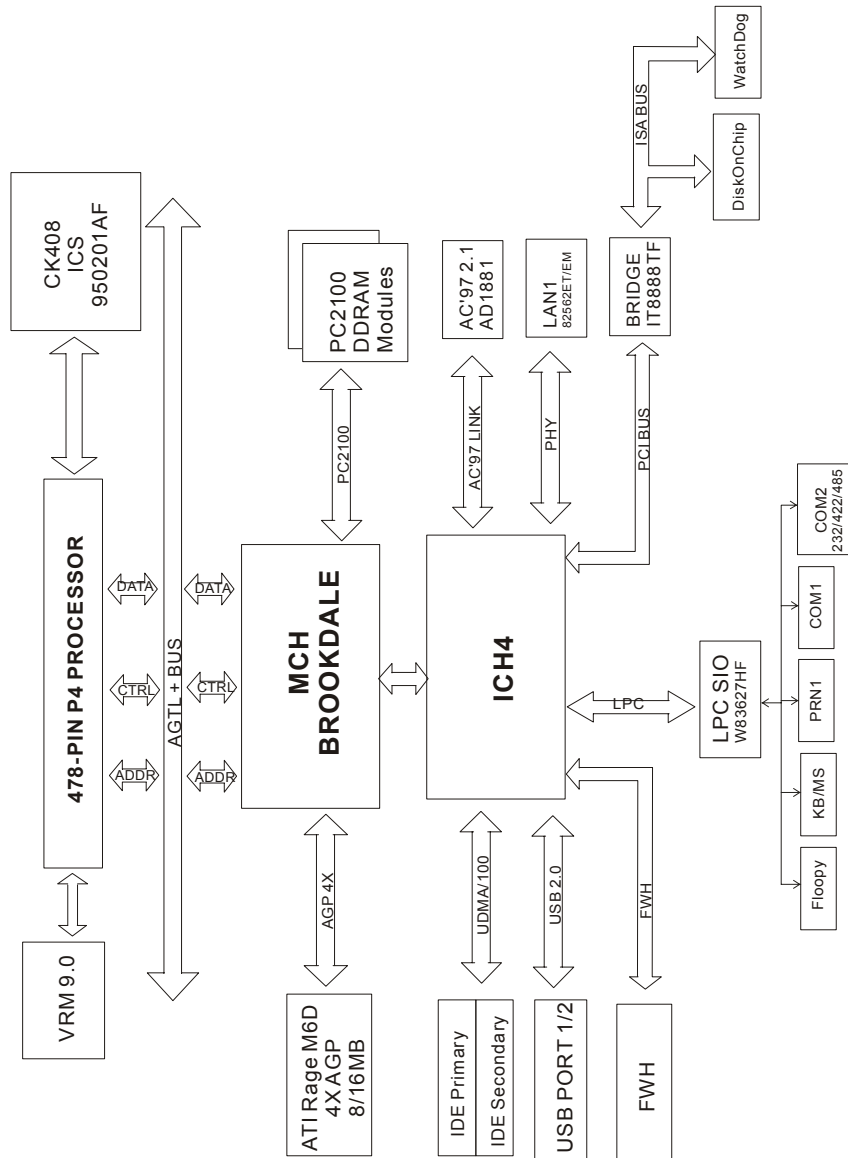 VRM 9.0
478-PIN P4 PROCESSOR
CK408
ICS
950201AF
ADDR
CTRL
DATA
AGTL + BUS
ADDR
CTRL
DATA
ATI Rage M6D
4X AGP
8/16MB
AGP 4X
MCH
BROOKDALE
PC2100
PC2100
DDRAM
Modules
IDE Primary
IDE Secondary
UDMA/100
USB PORT 1/2
USB 2.0
FWH
FWH
ICH4
AC'97 LINK
AC'97 2.1
AD1881
PHY
LAN1
82562ET/EM
PCI BUS
BRIDGE
IT8888TF
ISA BUS
DiskOnChip
WatchDog
LPC
LPC SIO
W83627HF
Floopy
KB/MS
PRN1
COM1
COM2
232/422/485